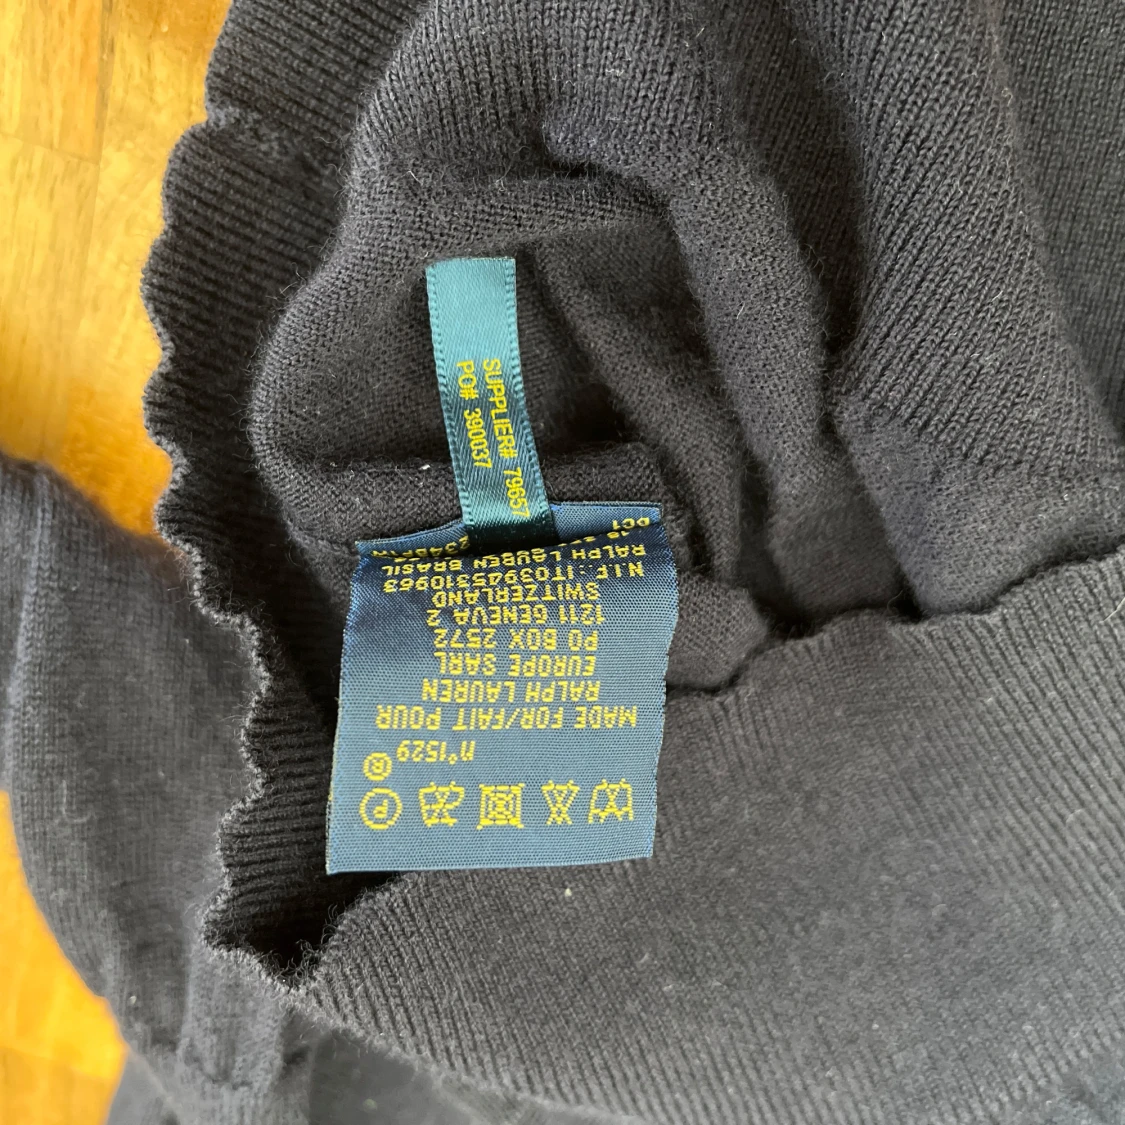 SUPPLIER# 79657
PO# 390037
n°1529
®
P
MADE FOR/FAIT POUR
RALPH LAUREN
EUROPE SARL
PO BOX 2572
1211 GENEVA 2
SWITZERLAND
N.I.F.:IT03945310963
RALPH LAUREN BRASIL